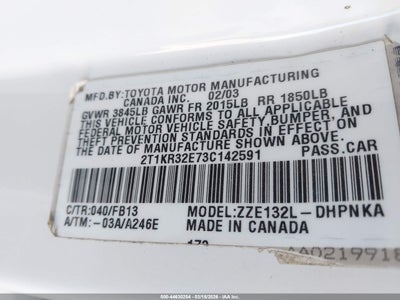 MFD.BY:TOYOTA MOTOR MANUFACTURING
CANADA INC. 02/03
GVWR 3845LB GAWR FR 2015LB RR 1850LB
THIS VEHICLE CONFORMS TO ALL APPLICABLE
FEDERAL MOTOR VEHICLE SAFETY,BUMPER, AND
THEFT PREVENTION STANDARDS IN EFFECT ON
THE DATE OF MANUFACTURE SHOWN ABOVE.
2T1KR32E73C142591 PASS.CAR
C/TR:040/FB13 MODEL:ZZE132L-DHPNKA
A/TM:-03A/A246E MADE IN CANADA
AA0219918
IAA 500-44630284 | 03/18/2026 | Copart